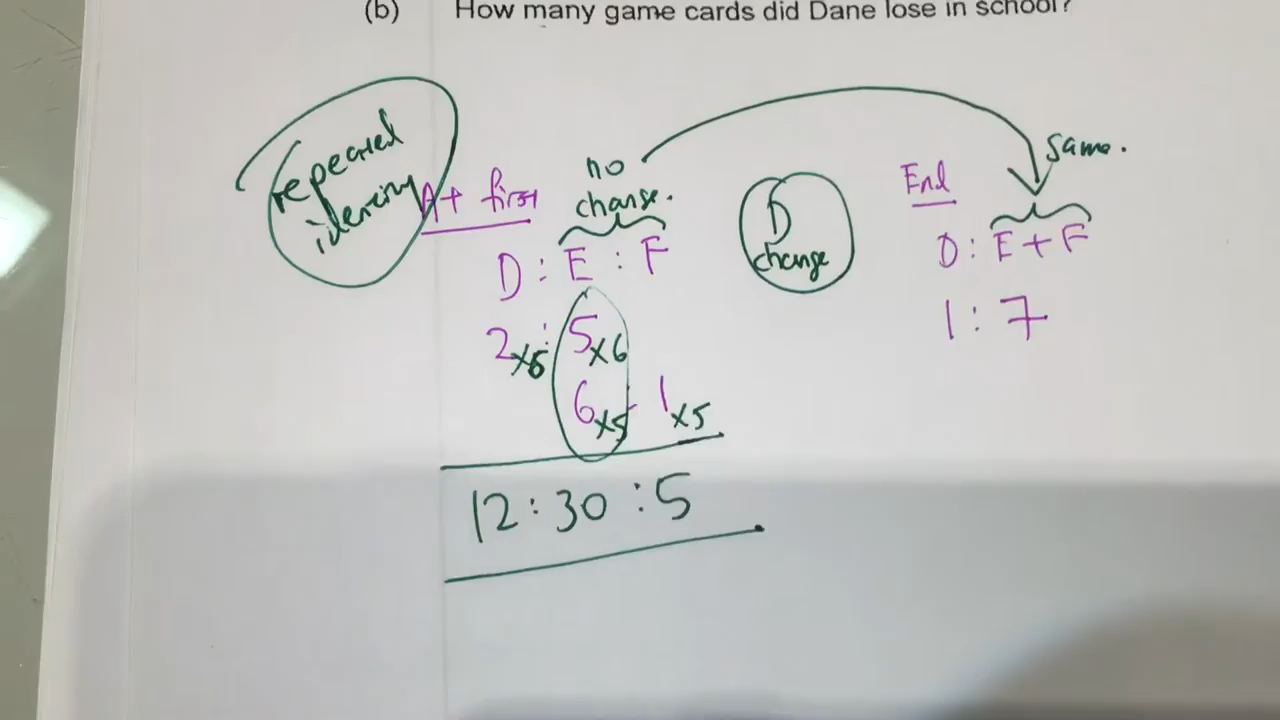 (b) How many game cards did Dane lose in school?
repeated
identity
At first
no
change.
D : E : F
2x6 : 5x6
6x5 : 1x5
12 : 30 : 5
D
change
same.
End
D : E + F
1 : 7